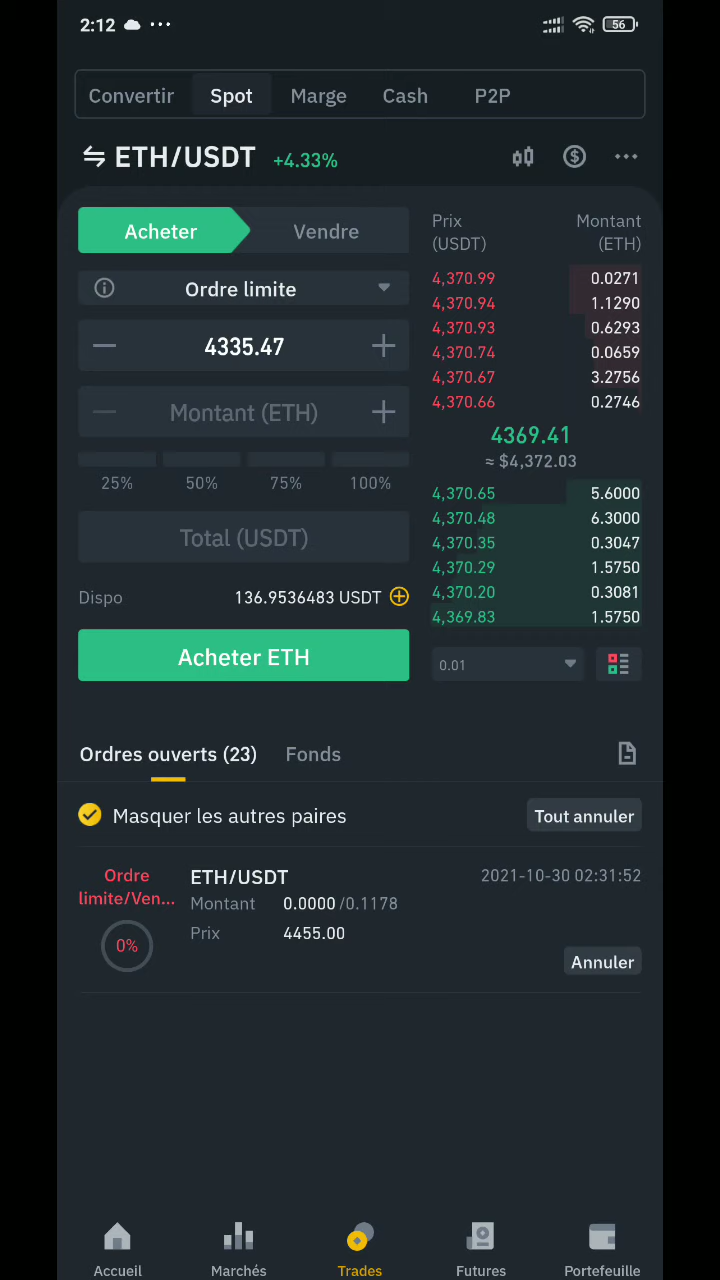 2:12
56
Convertir Spot Marge Cash P2P
ETH/USDT +4.33%
Acheter Vendre
Ordre limite
4335.47
Montant (ETH)
25% 50% 75% 100%
Total (USDT)
Dispo 136.9536483 USDT
Acheter ETH
Prix Montant
(USDT) (ETH)
4,370.99 0.0271
4,370.94 1.1290
4,370.93 0.6293
4,370.74 0.0659
4,370.67 3.2756
4,370.66 0.2746
4369.41
≈ $4,372.03
4,370.65 5.6000
4,370.48 6.3000
4,370.35 0.3047
4,370.29 1.5750
4,370.20 0.3081
4,369.83 1.5750
0.01
Ordres ouverts (23) Fonds
Masquer les autres paires Tout annuler
Ordre
limite/Ven...
0%
ETH/USDT 2021-10-30 02:31:52
Montant 0.0000 /0.1178
Prix 4455.00
Annuler
Accueil Marchés Trades Futures Portefeuille